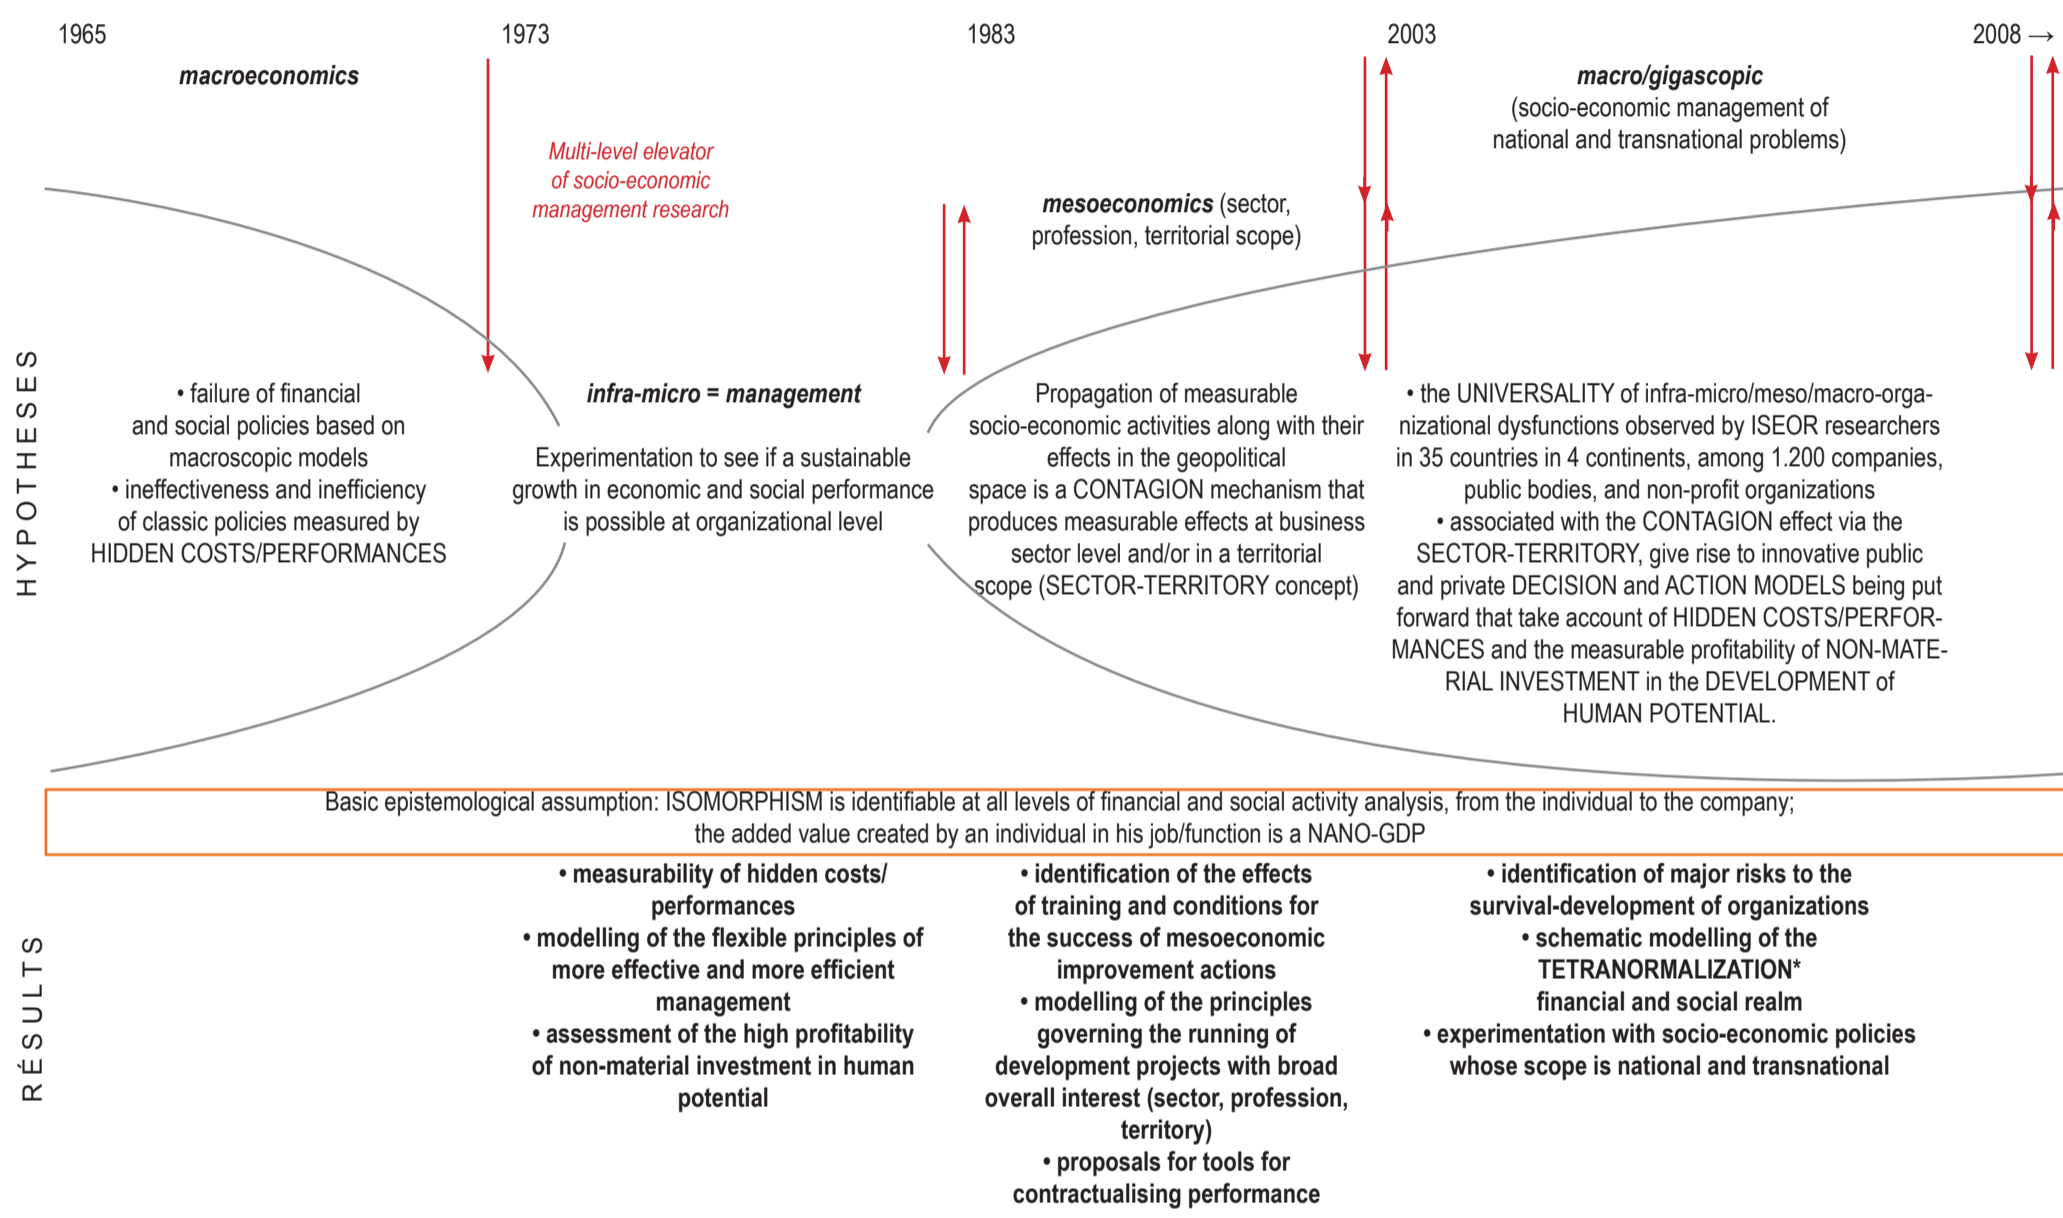 1965
1973
1983
2003
2008 →
macroeconomics
Multi-level elevator
of socio-economic
management research
mesoeconomics (sector,
profession, territorial scope)
macro/gigascopic
(socio-economic management of
national and transnational problems)
HYPOTHESES
• failure of financial
and social policies based on
macroscopic models
• ineffectiveness and inefficiency
of classic policies measured by
HIDDEN COSTS/PERFORMANCES
infra-micro = management
Experimentation to see if a sustainable
growth in economic and social performance
is possible at organizational level
Propagation of measurable
socio-economic activities along with their
effects in the geopolitical
space is a CONTAGION mechanism that
produces measurable effects at business
sector level and/or in a territorial
scope (SECTOR-TERRITORY concept)
• the UNIVERSALITY of infra-micro/meso/macro-orga-
nizational dysfunctions observed by ISEOR researchers
in 35 countries in 4 continents, among 1.200 companies,
public bodies, and non-profit organizations
• associated with the CONTAGION effect via the
SECTOR-TERRITORY, give rise to innovative public
and private DECISION and ACTION MODELS being put
forward that take account of HIDDEN COSTS/PERFOR-
MANCES and the measurable profitability of NON-MATE-
RIAL INVESTMENT in the DEVELOPMENT of
HUMAN POTENTIAL.
Basic epistemological assumption: ISOMORPHISM is identifiable at all levels of financial and social activity analysis, from the individual to the company;
the added value created by an individual in his job/function is a NANO-GDP
RÉSULTS
• measurability of hidden costs/
performances
• modelling of the flexible principles of
more effective and more efficient
management
• assessment of the high profitability
of non-material investment in human
potential
• identification of the effects
of training and conditions for
the success of mesoeconomic
improvement actions
• modelling of the principles
governing the running of
development projects with broad
overall interest (sector, profession,
territory)
• proposals for tools for
contractualising performance
• identification of major risks to the
survival-development of organizations
• schematic modelling of the
TETRANORMALIZATION*
financial and social realm
• experimentation with socio-economic policies
whose scope is national and transnational